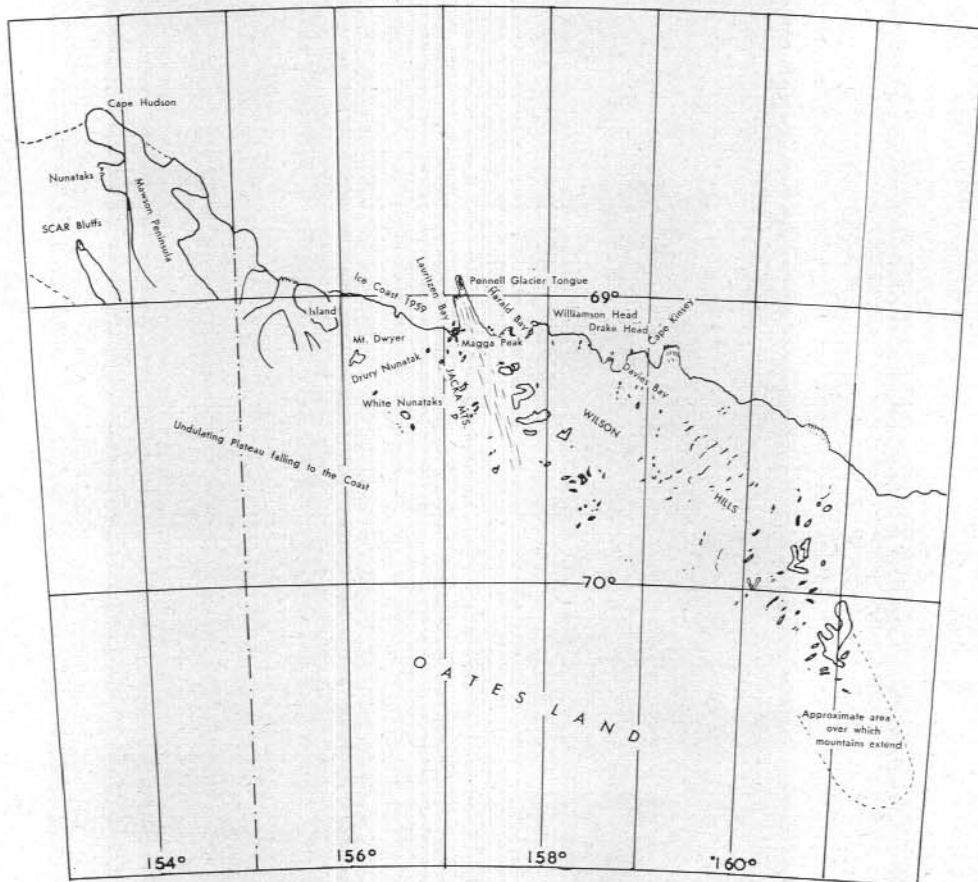 Cape Hudson
Nunataks
Mawson Peninsula
SCAR Bluffs
Island
Ice Coast 1959
Lauritzen Bay
Pennell Glacier Tongue
Harald Bay
69°
Williamson Head
Drake Head
Cape Kinsey
Mt. Dwyer
Magga Peak
Drury Nunatak
JACKA MTS.
Davies Bay
White Nunataks
WILSON
HILLS
Undulating Plateau falling to the Coast
70°
OATES LAND
Approximate area
over which
mountains extend
154°
156°
158°
160°